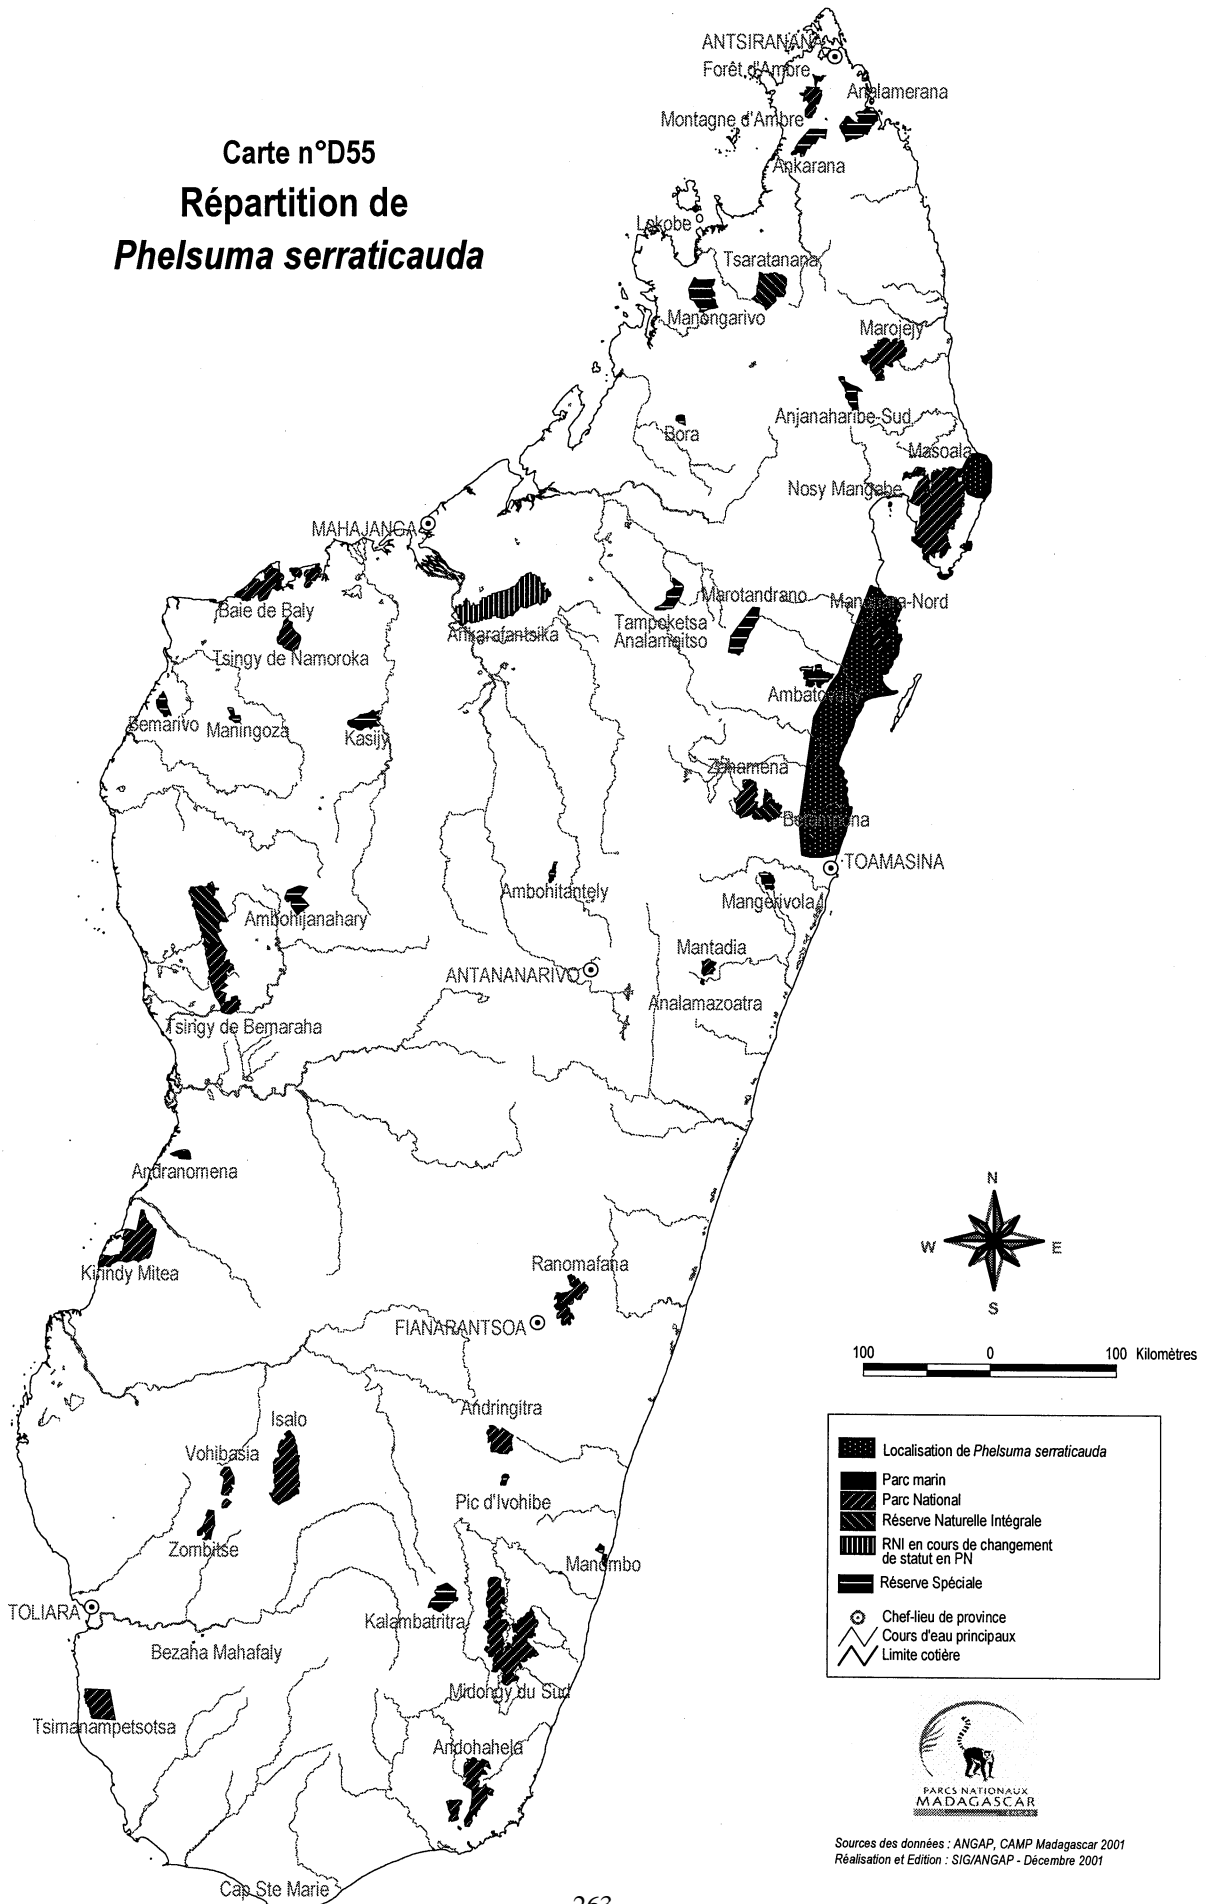 Carte n°D55
Répartition de
Phelsuma serraticauda
ANTSIRANANA
Forêt d'Ambre
Analamerana
Montagne d'Ambre
Ankarana
Lokobe
Tsaratanana
Manongarivo
Marojejy
Anjanaharibe-Sud
Bora
Masoala
Nosy Mangabe
MAHAJANGA
Baie de Baly
Ankarafantsika
Marotandrano
Mananara-Nord
Tampoketsa
Analamaitso
Tsingy de Namoroka
Bemarivo
Maningoza
Kasijy
Zahamena
TOAMASINA
Ambohitantely
Mangerivola
Ambohijanahary
Mantadia
ANTANANARIVO
Analamazoatra
Tsingy de Bemaraha
Andranomena
Kirindy Mitea
Ranomafana
FIANARANTSOA
N
W
E
S
100
0
100 Kilomètres
Andringitra
Isalo
Vohibasia
Pic d'Ivohibe
Zombitse
Manombo
TOLIARA
Kalambatritra
Bezaha Mahafaly
Midongy du Sud
Tsimanampetsotsa
Andohahela
Cap Ste Marie
Localisation de Phelsuma serraticauda
Parc marin
Parc National
Réserve Naturelle Intégrale
RNI en cours de changement
de statut en PN
Réserve Spéciale
Chef-lieu de province
Cours d'eau principaux
Limite cotière
PARCS NATIONAUX
MADAGASCAR
Sources des données : ANGAP, CAMP Madagascar 2001
Réalisation et Edition : SIG/ANGAP - Décembre 2001
263